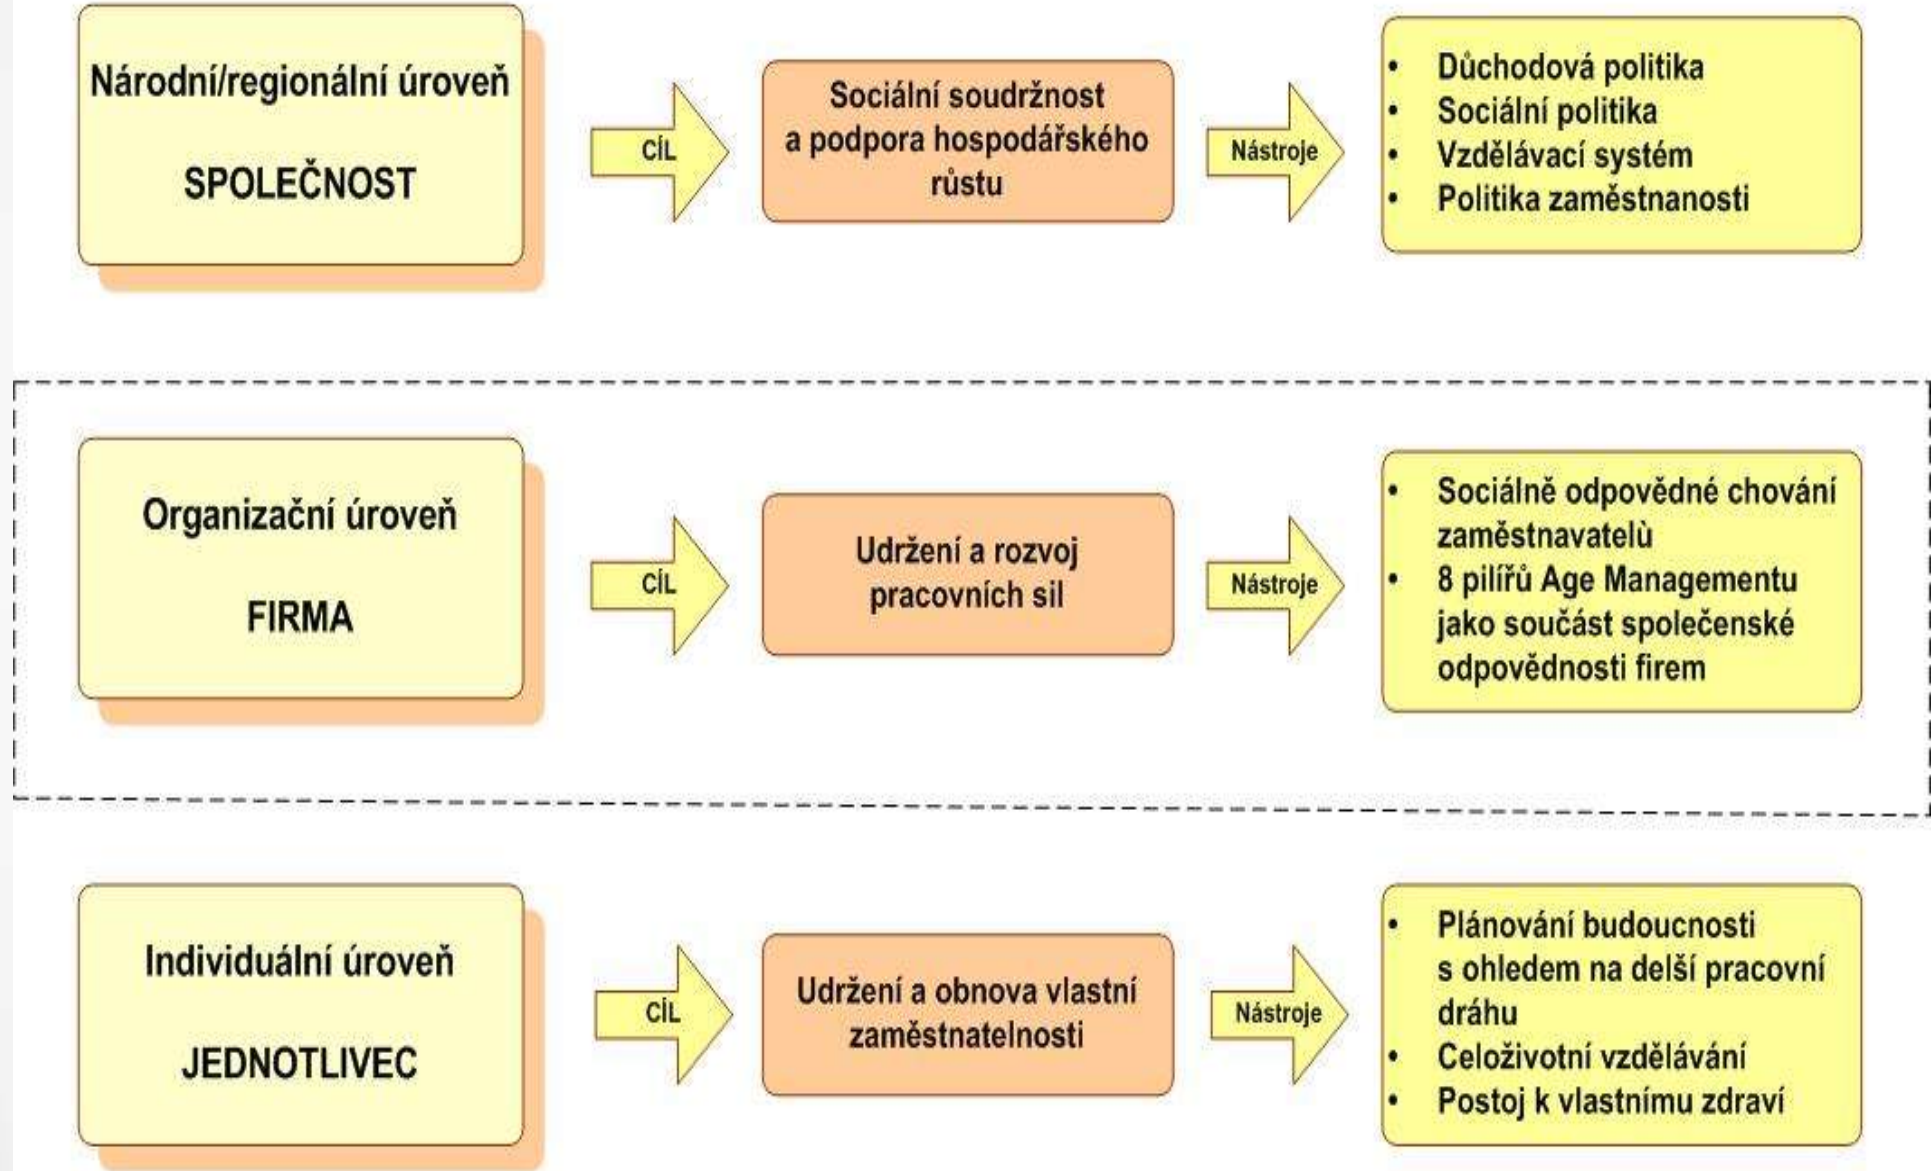 Národní/regionální úroveň
SPOLEČNOST
CÍL
Sociální soudržnost
a podpora hospodářského
růstu
Nástroje
• Důchodová politika
• Sociální politika
• Vzdělávací systém
• Politika zaměstnanosti
Organizační úroveň
FIRMA
CÍL
Udržení a rozvoj
pracovních sil
Nástroje
• Sociálně odpovědné chování
zaměstnavatelù
• 8 pilířů Age Managementu
jako součást společenské
odpovědnosti firem
Individuální úroveň
JEDNOTLIVEC
CÍL
Udržení a obnova vlastní
zaměstnatelnosti
Nástroje
• Plánování budoucnosti
s ohledem na delší pracovní
dráhu
• Celoživotní vzdělávání
• Postoj k vlastnímu zdraví